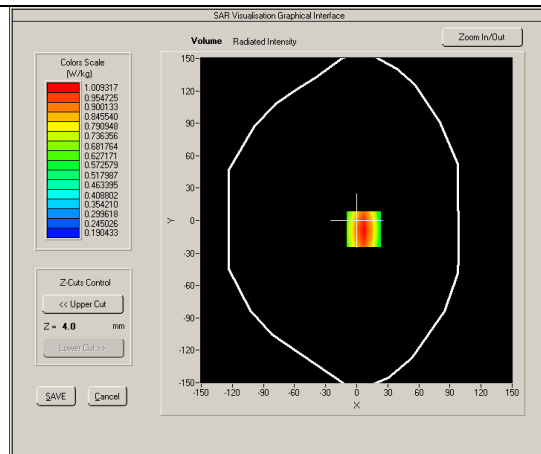 SAR Visualisation Graphical Interface
Volume Radiated Intensity
Zoom In/Out
Colors Scale
(W/kg)
1.009317
0.954725
0.900133
0.845540
0.790948
0.736356
0.681764
0.627171
0.572579
0.517987
0.463395
0.408802
0.354210
0.299618
0.245026
0.190433
Z-Cuts Control
<< Upper Cut
Z = 4.0 mm
Lower Cut >>
SAVE Cancel
150
120
90
60
30
0
-30
-60
-90
-120
-150
Y
-150 -120 -90 -60 -30 0 30 60 90 120 150
X